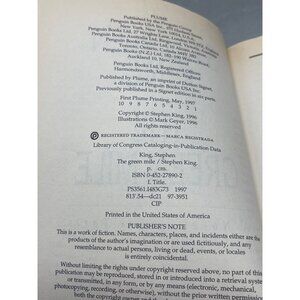 PLUME
Published by the Penguin Group
Penguin Books USA Inc.
New York, New York
Penguin Books Ltd, 27 Wrights Lane, London
Penguin Books Australia Ltd, Ringwood
Penguin Books Canada Ltd, 10 Alcorn Avenue
Toronto, Ontario, Canada M4V 3B2
Penguin Books (N.Z.) Ltd, 182-190 Wairau Road,
Auckland 10, New Zealand
Penguin Books Ltd, Registered Offices:
Harmondsworth, Middlesex, England
Published by Plume, an imprint of Dutton Signet,
a division of Penguin Books USA Inc.
Previously published in a Signet edition in six parts.
First Plume Printing, May, 1997
10 9 8 7 6 5 4 3 2 1
Copyright © Stephen King, 1996
Illustrations © Mark Geyer, 1996
All rights reserved
REGISTERED TRADEMARK—MARCA REGISTRADA
Library of Congress Cataloging-in-Publication Data
King, Stephen
The green mile / Stephen King.
p. cm.
ISBN 0-452-27890-2
I. Title.
PS3561.I483G73 1997
813'.54—dc21 97-3951
CIP
Printed in the United States of America
PUBLISHER'S NOTE
This is a work of fiction. Names, characters, places, and incidents either are the
products of the author's imagination or are used fictitiously, and any
resemblance to actual persons, living or dead, events, or locales
is entirely coincidental.
Without limiting the rights under copyright reserved above, no part of this
publication may be reproduced, stored in or introduced into a retrieval system
or transmitted, in any form, or by any means (electronic, mechanical,
photocopying, recording, or otherwise), without the prior written permission
both the copyright owner and the